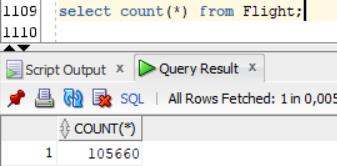 1109 select count(*) from Flight;
1110
Script Output x Query Result x
SQL | All Rows Fetched: 1 in 0,005
COUNT(*)
1 105660